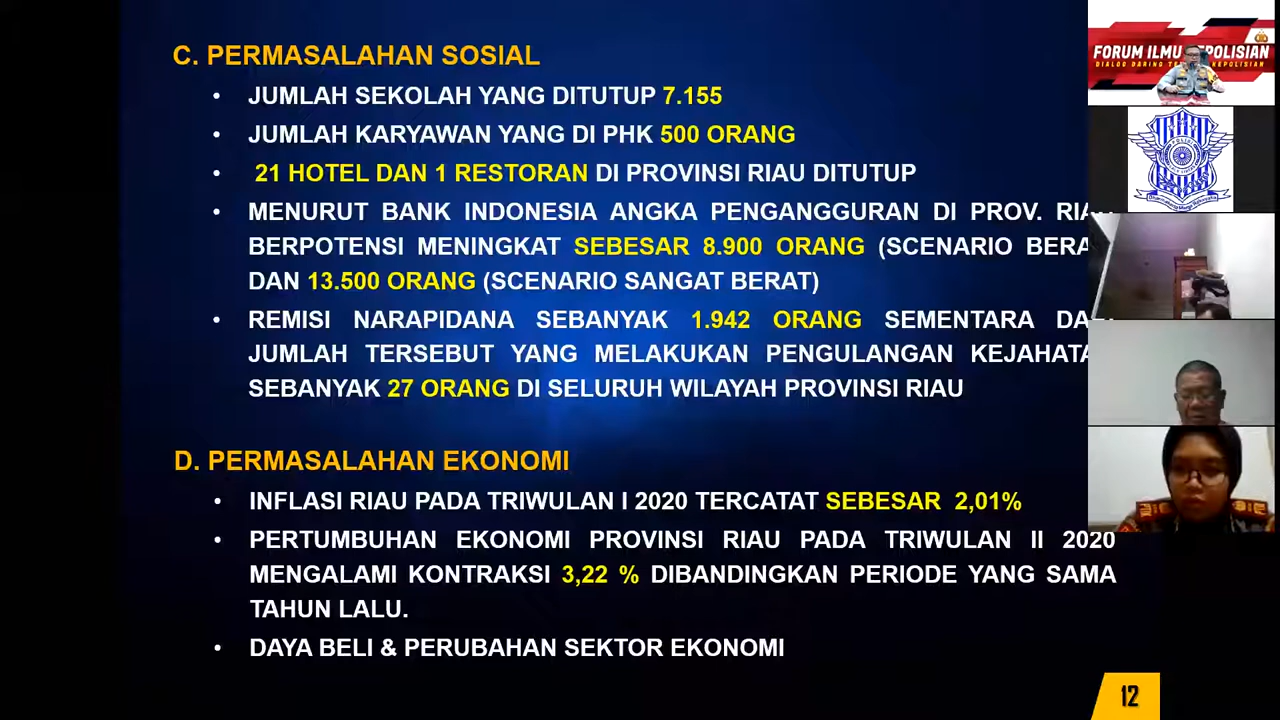 C. PERMASALAHAN SOSIAL
• JUMLAH SEKOLAH YANG DITUTUP 7.155
• JUMLAH KARYAWAN YANG DI PHK 500 ORANG
• 21 HOTEL DAN 1 RESTORAN DI PROVINSI RIAU DITUTUP
• MENURUT BANK INDONESIA ANGKA PENGANGGURAN DI PROV.
BERPOTENSI MENINGKAT SEBESAR 8.900 ORANG (SCENARIO
DAN 13.500 ORANG (SCENARIO SANGAT BERAT)
• REMISI NARAPIDANA SEBANYAK 1.942 ORANG SEMENTARA
JUMLAH TERSEBUT YANG MELAKUKAN PENGULANGAN
SEBANYAK 27 ORANG DI SELURUH WILAYAH PROVINSI RIAU
D. PERMASALAHAN EKONOMI
• INFLASI RIAU PADA TRIWULAN I 2020 TERCATAT SEBESAR 2,01%
• PERTUMBUHAN EKONOMI PROVINSI RIAU PADA TRIWULAN II 2020
MENGALAMI KONTRAKSI 3,22 % DIBANDINGKAN PERIODE YANG SAMA
TAHUN LALU.
• DAYA BELI & PERUBAHAN SEKTOR EKONOMI
12
FORUM ILMU